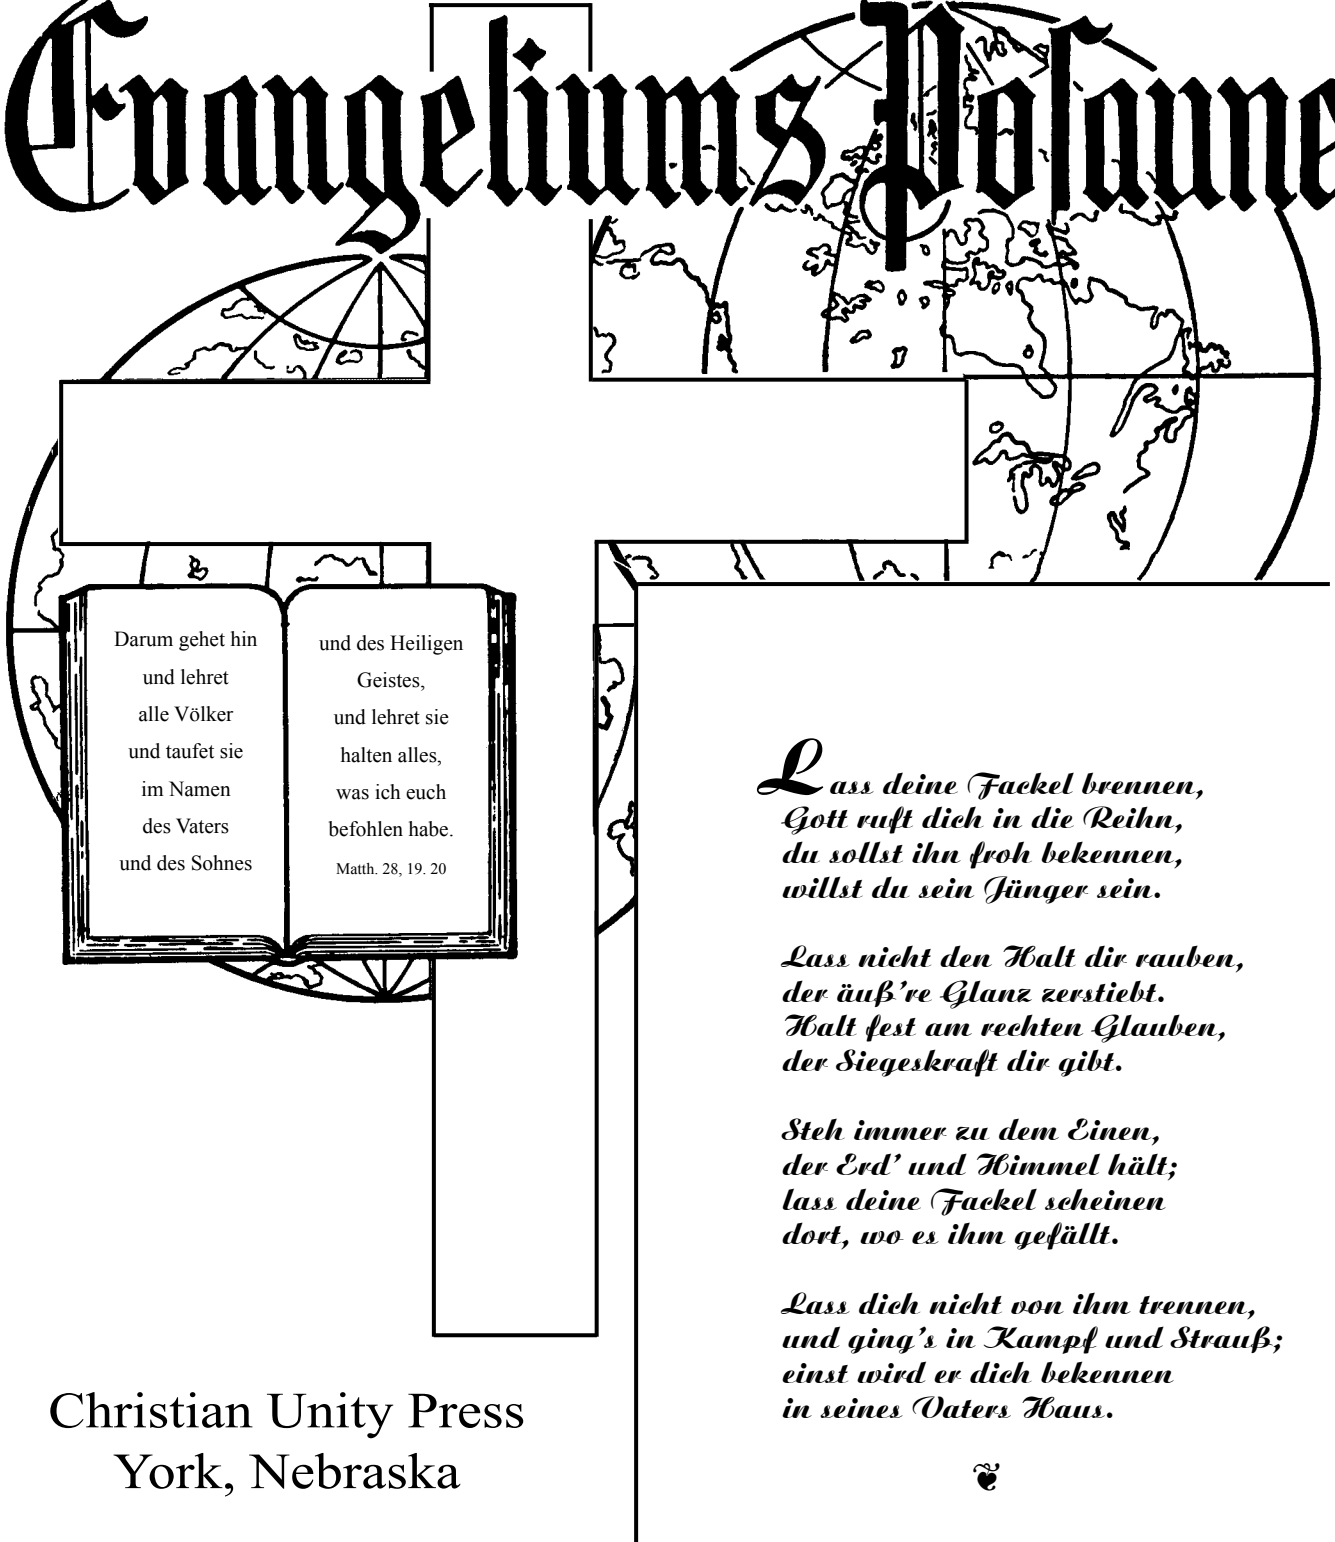 Evangeliums Posaune
Darum gehet hin
und lehret
alle Völker
und taufet sie
im Namen
des Vaters
und des Sohnes
und des Heiligen
Geistes,
und lehret sie
halten alles,
was ich euch
befohlen habe.
Matth. 28, 19. 20
Lass deine Fackel brennen,
Gott ruft dich in die Reihn,
du sollst ihn froh bekennen,
willst du sein Jünger sein.
Lass nicht den Halt dir rauben,
der äuß’re Glanz zerstiebt.
Halt fest am rechten Glauben,
der Siegeskraft dir gibt.
Steh immer zu dem Einen,
der Erd’ und Himmel hält;
lass deine Fackel scheinen
dort, wo es ihm gefällt.
Lass dich nicht von ihm trennen,
und ging’s in Kampf und Strauß;
einst wird er dich bekennen
in seines Vaters Haus.
Christian Unity Press
York, Nebraska